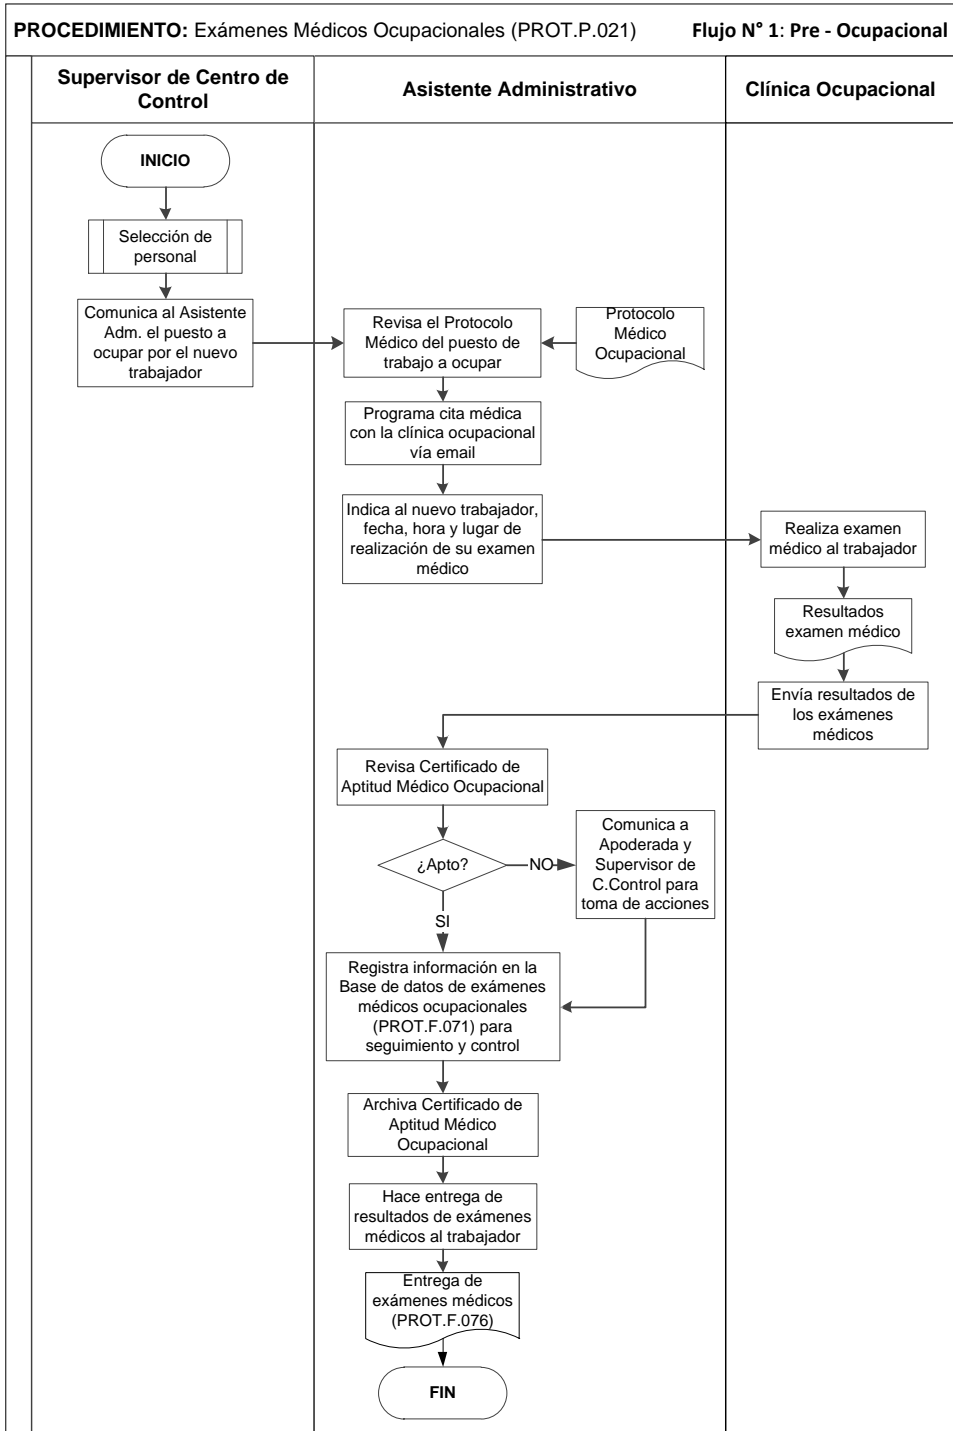 PROCEDIMIENTO: Exámenes Médicos Ocupacionales (PROT.P.021) Flujo N° 1: Pre - Ocupacional
Supervisor de Centro de
Control
Asistente Administrativo
Clínica Ocupacional
INICIO
Selección de
personal
Comunica al Asistente
Adm. el puesto a
ocupar por el nuevo
trabajador
Revisa el Protocolo
Médico del puesto de
trabajo a ocupar
Protocolo
Médico
Ocupacional
Programa cita médica
con la clínica ocupacional
vía email
Indica al nuevo trabajador,
fecha, hora y lugar de
realización de su examen
médico
Realiza examen
médico al trabajador
Resultados
examen médico
Envía resultados de
los exámenes
médicos
Revisa Certificado de
Aptitud Médico Ocupacional
¿Apto?
NO
Comunica a
Apoderada y
Supervisor de
C.Control para
toma de acciones
SI
Registra información en la
Base de datos de exámenes
médicos ocupacionales
(PROT.F.071) para
seguimiento y control
Archiva Certificado de
Aptitud Médico
Ocupacional
Hace entrega de
resultados de exámenes
médicos al trabajador
Entrega de
exámenes médicos
(PROT.F.076)
FIN